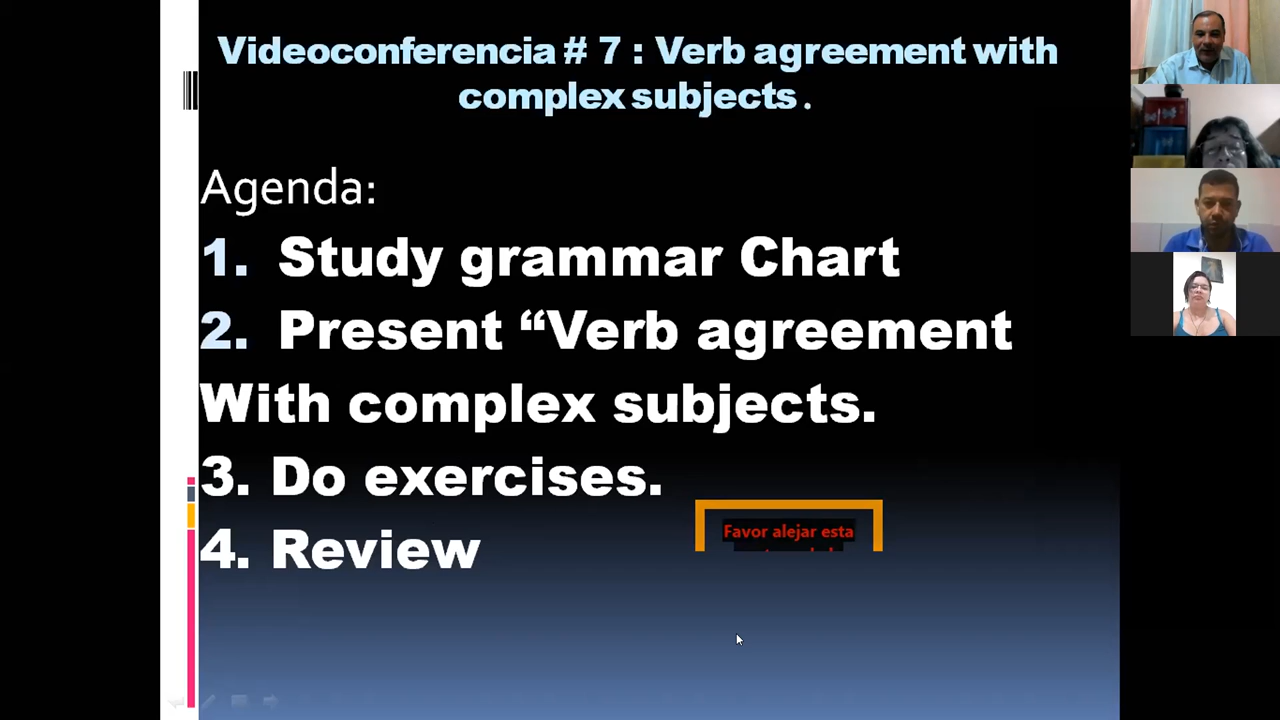 Videoconferencia # 7 : Verb agreement with
complex subjects .
Agenda:
1. Study grammar Chart
2. Present “Verb agreement
With complex subjects.
3. Do exercises.
4. Review
Favor alejar esta